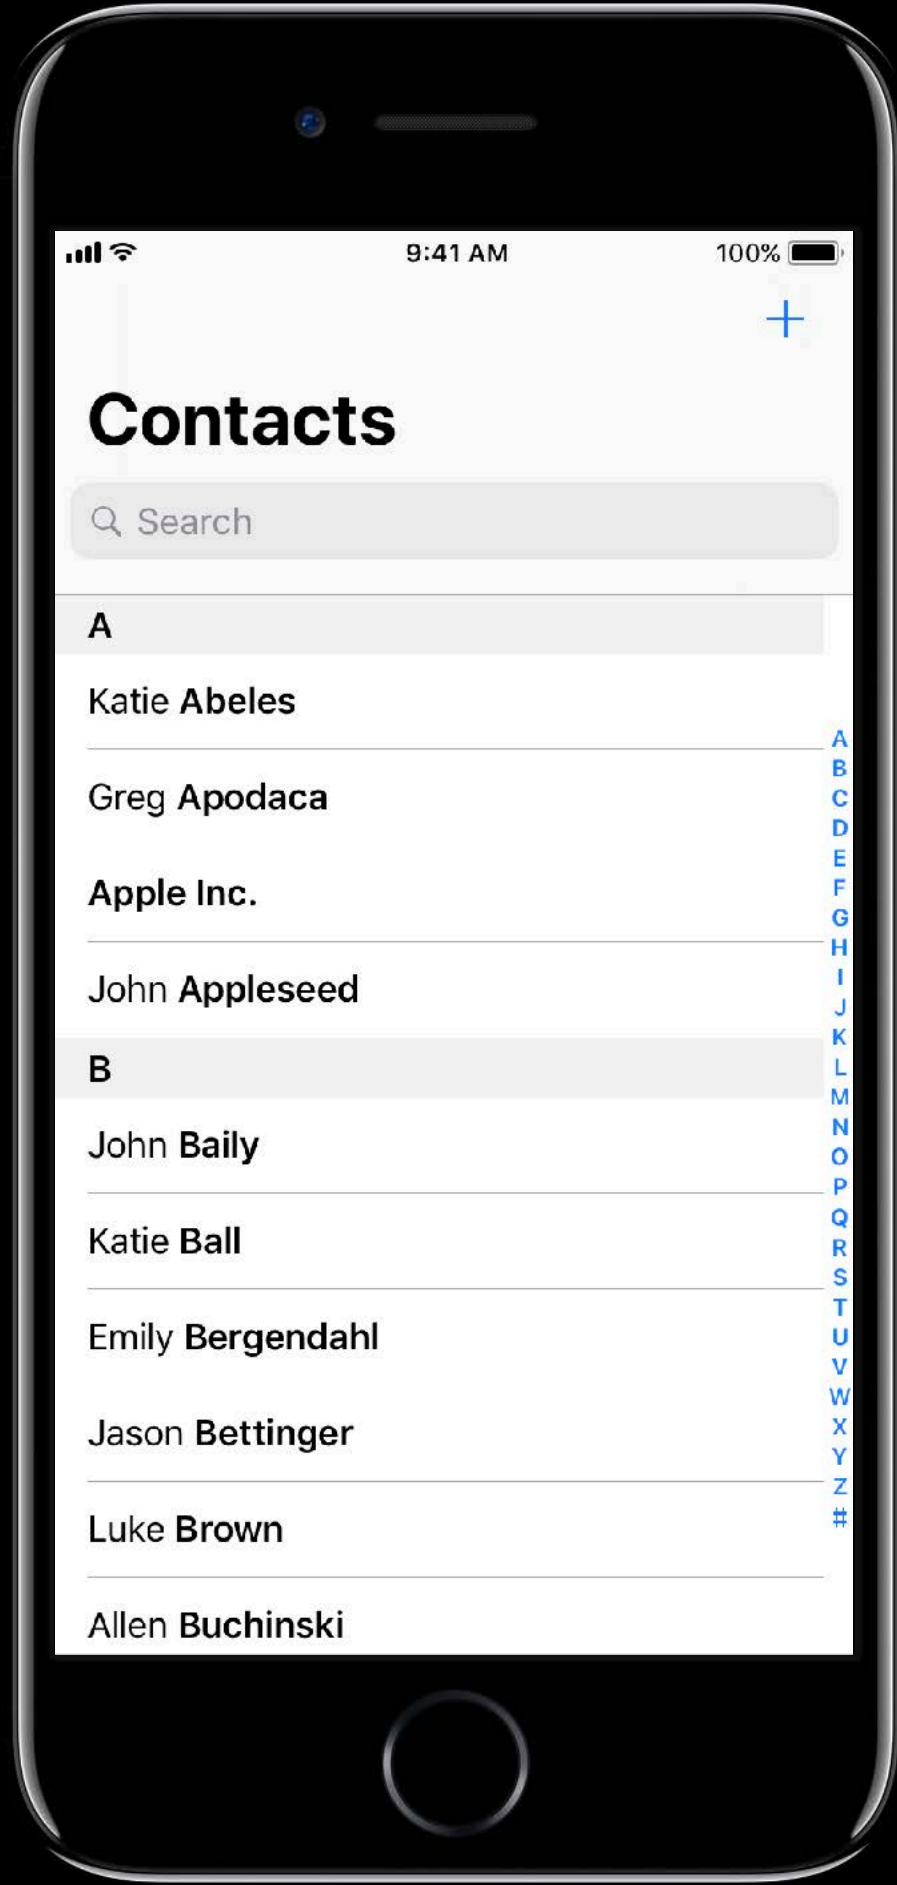 9:41 AM 100%
Contacts
Search
A
Katie Abeles
Greg Apodaca
Apple Inc.
John Appleseed
B
John Baily
Katie Ball
Emily Bergendahl
Jason Bettinger
Luke Brown
Allen Buchinski
A
B
C
D
E
F
G
H
I
J
K
L
M
N
O
P
Q
R
S
T
U
V
W
X
Y
Z
#